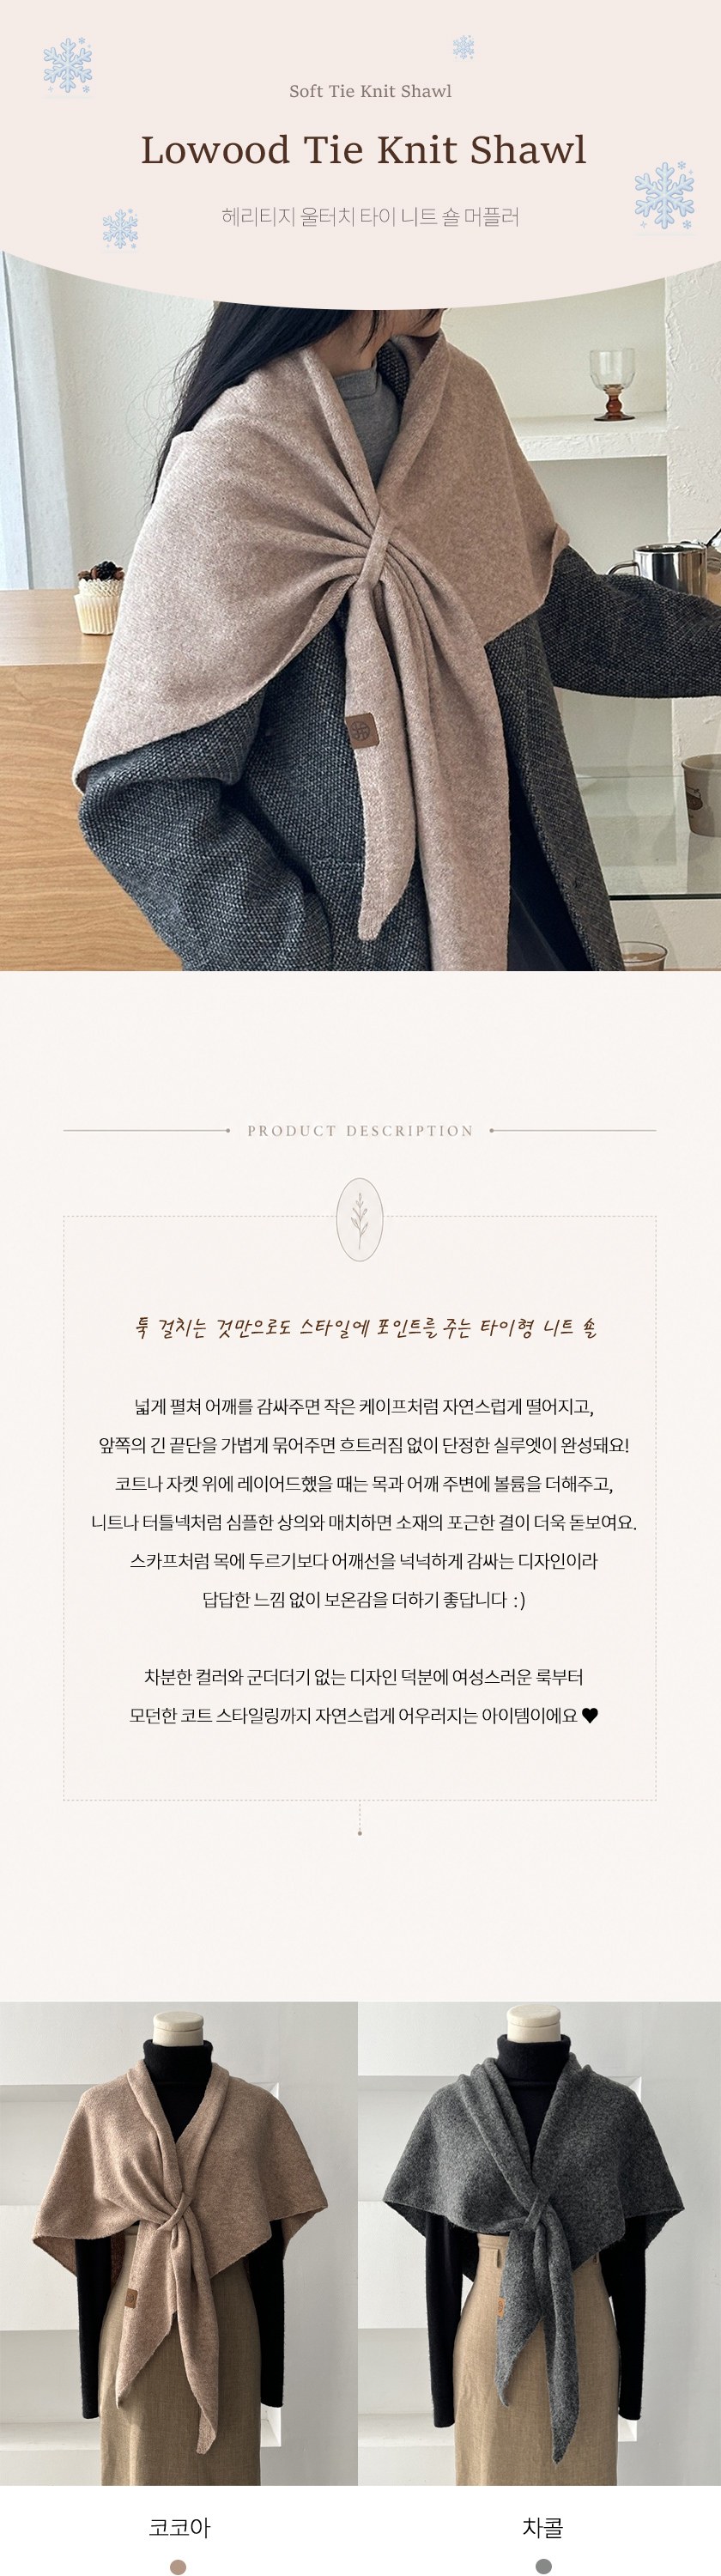 Soft Tie Knit Shawl
Lowood Tie Knit Shawl
헤리티지 울터치 타이 니트 숄 머플러
PRODUCT DESCRIPTION
툭 걸치는 것만으로도 스타일에 포인트를 주는 타이형 니트 숄
넓게 펼쳐 어깨를 감싸주면 작은 케이프처럼 자연스럽게 떨어지고,
앞쪽의 긴 끝단을 가볍게 묶어주면 흐트러짐 없이 단정한 실루엣이 완성돼요!
코트나 자켓 위에 레이어드했을 때는 목과 어깨 주변에 볼륨을 더해주고,
니트나 터틀넥처럼 심플한 상의와 매치하면 소재의 포근한 결이 더욱 돋보여요.
스카프처럼 목에 두르기보다 어깨선을 넉넉하게 감싸는 디자인이라
답답한 느낌 없이 보온감을 더하기 좋답니다 :)
차분한 컬러와 군더더기 없는 디자인 덕분에 여성스러운 룩부터
모던한 코트 스타일링까지 자연스럽게 어우러지는 아이템이에요 ♥
코코아
차콜